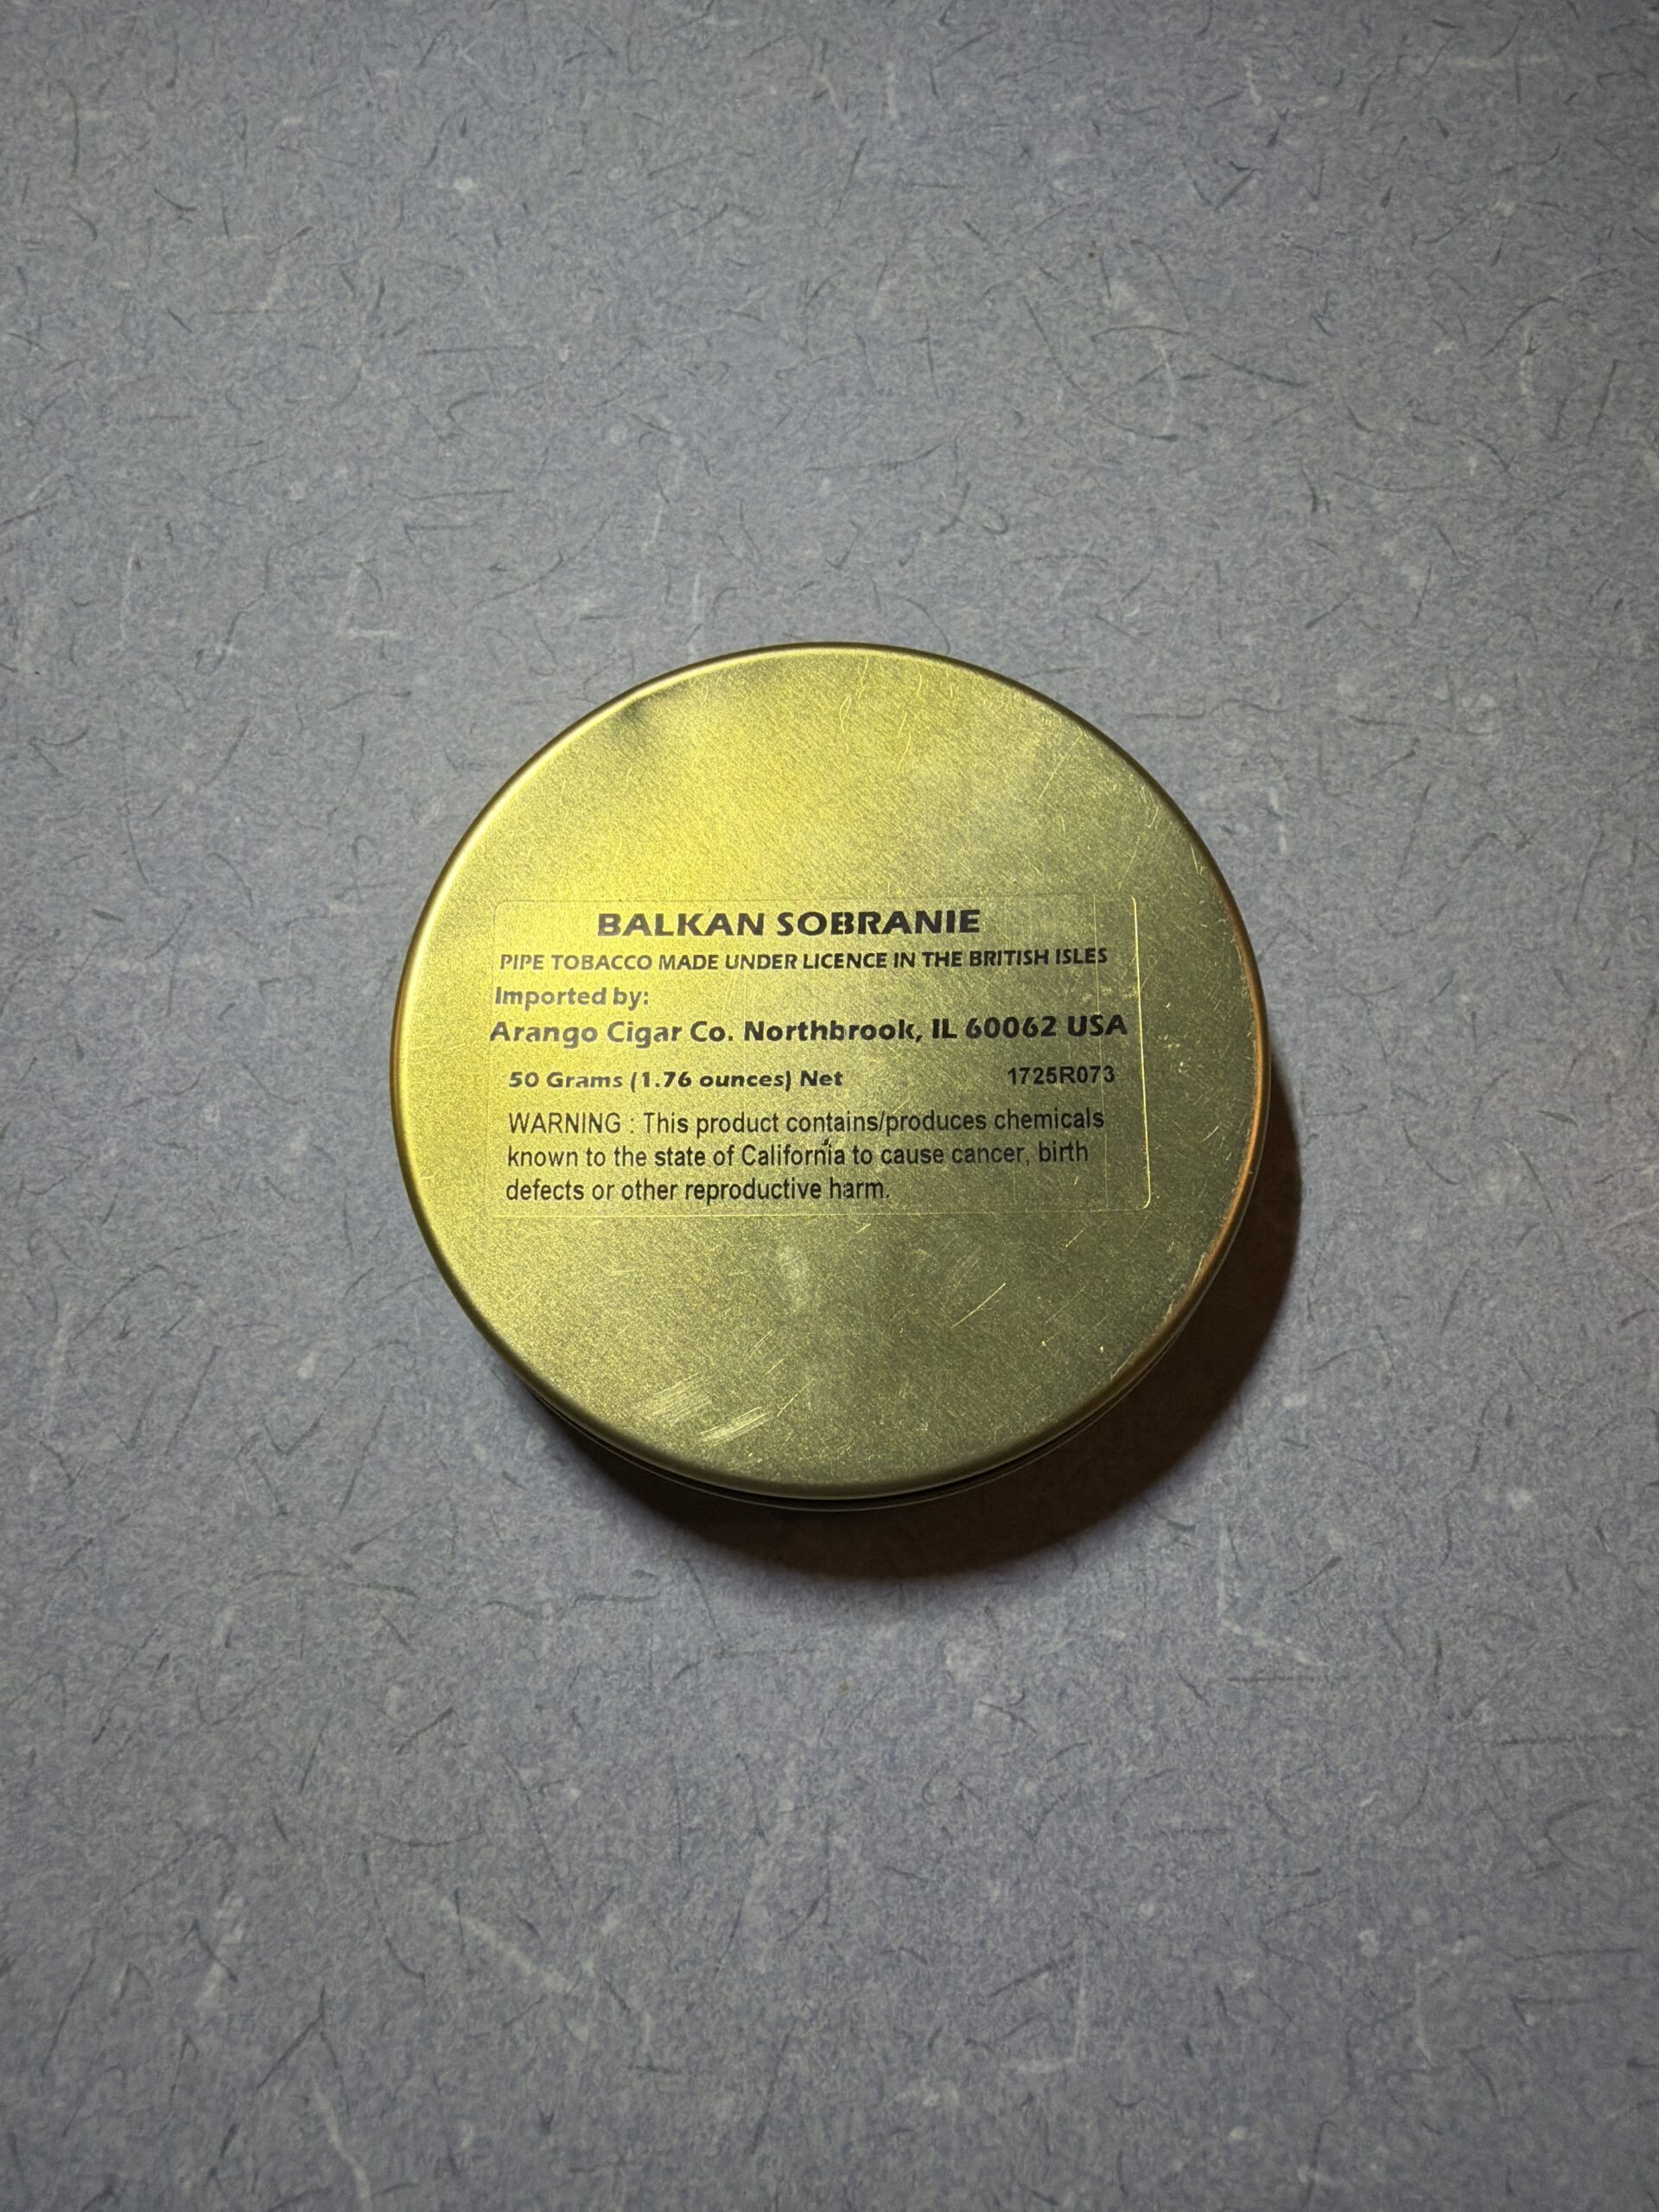 BALKAN SOBRANIE
PIPE TOBACCO MADE UNDER LICENCE IN THE BRITISH ISLES
Imported by:
Arango Cigar Co. Northbrook, IL 60062 USA
50 Grams (1.76 ounces) Net 1725R073
WARNING : This product contains/produces chemicals
known to the state of California to cause cancer, birth
defects or other reproductive harm.